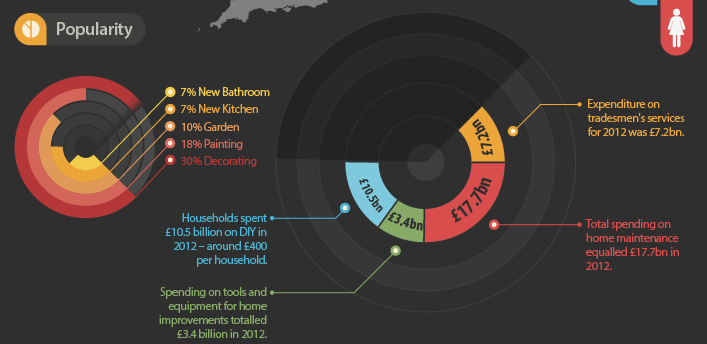 Popularity
7% New Bathroom
7% New Kitchen
10% Garden
18% Painting
30% Decorating
£7.2bn
£17.7bn
£3.4bn
£10.5bn
Expenditure on
tradesmen's services
for 2012 was £7.2bn.
Households spent
£10.5 billion on DIY in
2012 – around £400
per household.
Total spending on
home maintenance
equalled £17.7bn in
2012.
Spending on tools and
equipment for home
improvements totalled
£3.4 billion in 2012.